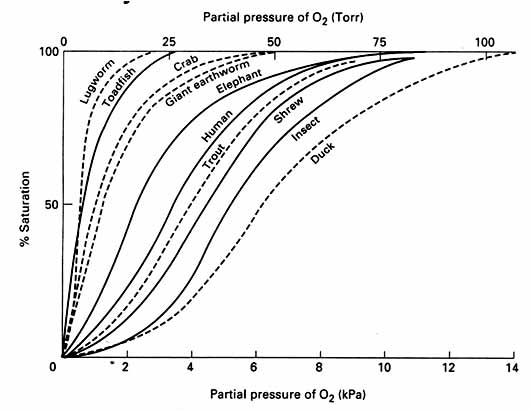 Partial pressure of O2 (Torr)
0 25 50 75 100
100
50
0
% Saturation
Lugworm
Toadfish
Crab
Giant earthworm
Elephant
Human
Trout
Shrew
Insect
Duck
2 4 6 8 10 12 14
Partial pressure of O2 (kPa)